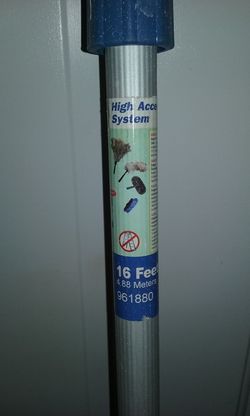 High Acce
System
16 Fee
4.88 Meters
961880